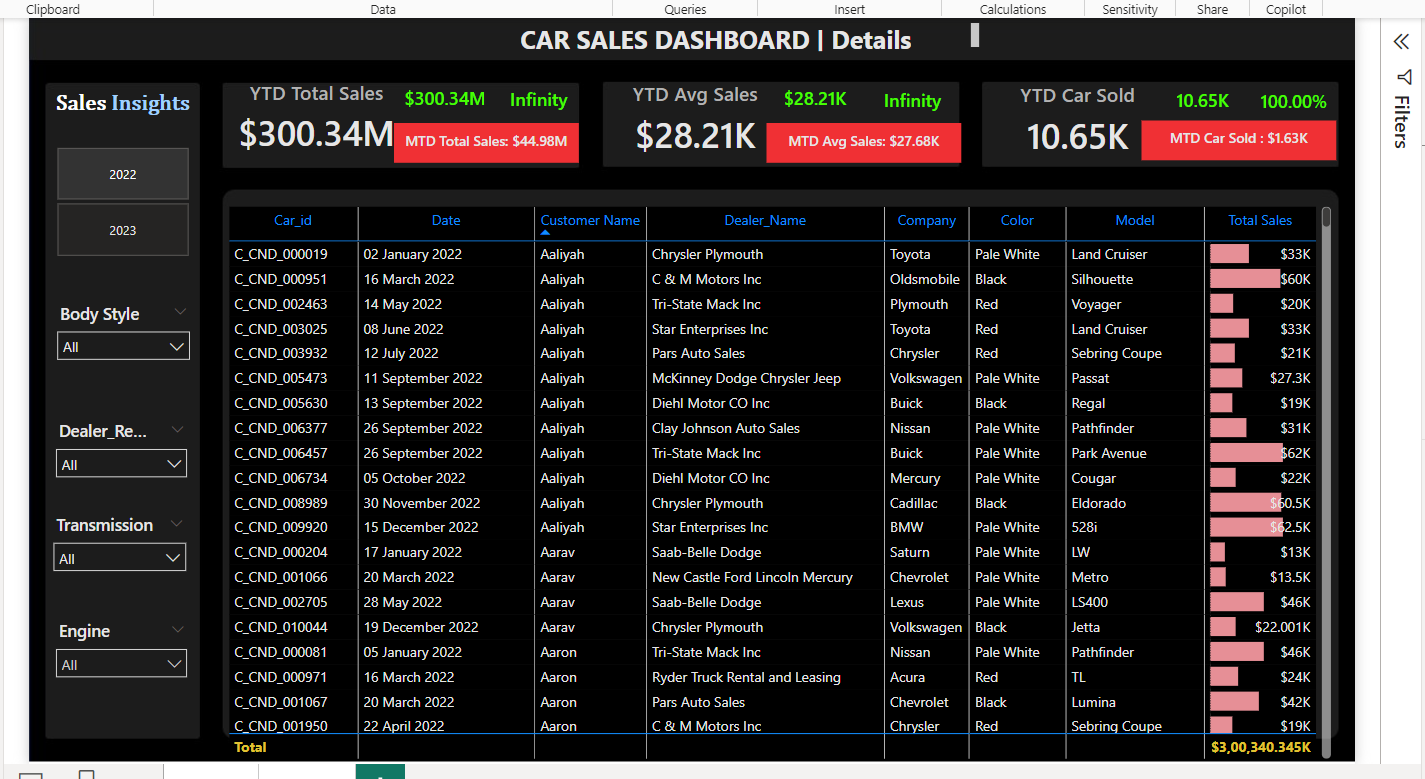 Clipboard Data Queries Insert Calculations Sensitivity Share Copilot
CAR SALES DASHBOARD | Details
Filters
Sales Insights
2022
2023
Body Style
All
Dealer_Re...
All
Transmission
All
Engine
All
YTD Total Sales $300.34M Infinity
$300.34M MTD Total Sales: $44.98M
YTD Avg Sales $28.21K Infinity
$28.21K MTD Avg Sales: $27.68K
YTD Car Sold 10.65K 100.00%
10.65K MTD Car Sold : $1.63K
Car_id Date Customer Name Dealer_Name Company Color Model Total Sales
C_CND_000019 02 January 2022 Aaliyah Chrysler Plymouth Toyota Pale White Land Cruiser $33K
C_CND_000951 16 March 2022 Aaliyah C & M Motors Inc Oldsmobile Black Silhouette $60K
C_CND_002463 14 May 2022 Aaliyah Tri-State Mack Inc Plymouth Red Voyager $20K
C_CND_003025 08 June 2022 Aaliyah Star Enterprises Inc Toyota Red Land Cruiser $33K
C_CND_003932 12 July 2022 Aaliyah Pars Auto Sales Chrysler Red Sebring Coupe $21K
C_CND_005473 11 September 2022 Aaliyah McKinney Dodge Chrysler Jeep Volkswagen Pale White Passat $27.3K
C_CND_005630 13 September 2022 Aaliyah Diehl Motor CO Inc Buick Black Regal $19K
C_CND_006377 26 September 2022 Aaliyah Clay Johnson Auto Sales Nissan Pale White Pathfinder $31K
C_CND_006457 26 September 2022 Aaliyah Tri-State Mack Inc Buick Pale White Park Avenue $62K
C_CND_006734 05 October 2022 Aaliyah Diehl Motor CO Inc Mercury Pale White Cougar $22K
C_CND_008989 30 November 2022 Aaliyah Chrysler Plymouth Cadillac Black Eldorado $60.5K
C_CND_009920 15 December 2022 Aaliyah Star Enterprises Inc BMW Pale White 528i $62.5K
C_CND_000204 17 January 2022 Aarav Saab-Belle Dodge Saturn Pale White LW $13K
C_CND_001066 20 March 2022 Aarav New Castle Ford Lincoln Mercury Chevrolet Pale White Metro $13.5K
C_CND_002705 28 May 2022 Aarav Saab-Belle Dodge Lexus Pale White LS400 $46K
C_CND_010044 19 December 2022 Aarav Chrysler Plymouth Volkswagen Black Jetta $22.001K
C_CND_000081 05 January 2022 Aaron Tri-State Mack Inc Nissan Pale White Pathfinder $46K
C_CND_000971 16 March 2022 Aaron Ryder Truck Rental and Leasing Acura Red TL $24K
C_CND_001067 20 March 2022 Aaron Pars Auto Sales Chevrolet Black Lumina $42K
C_CND_001950 22 April 2022 Aaron C & M Motors Inc Chrysler Red Sebring Coupe $19K
Total $3,00,340.345K